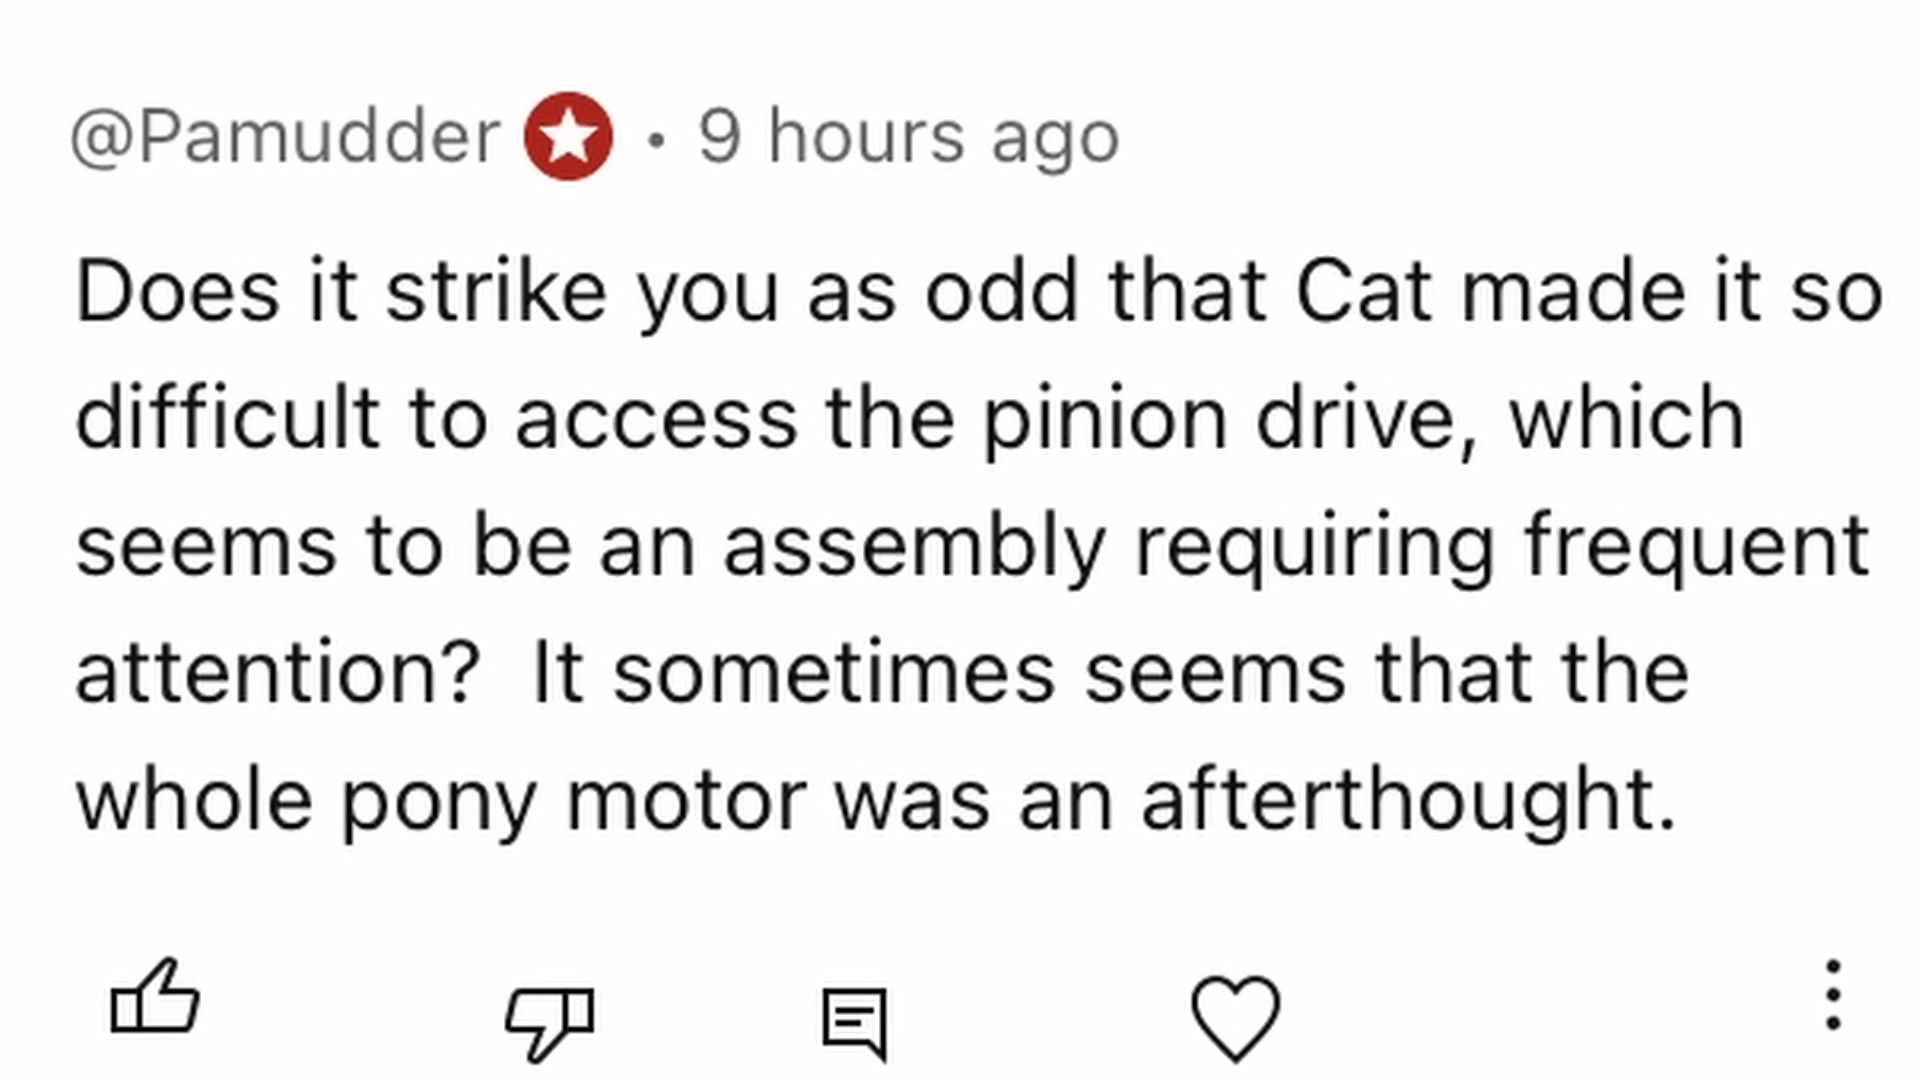 @Pamudder • 9 hours ago
Does it strike you as odd that Cat made it so
difficult to access the pinion drive, which
seems to be an assembly requiring frequent
attention?  It sometimes seems that the
whole pony motor was an afterthought.